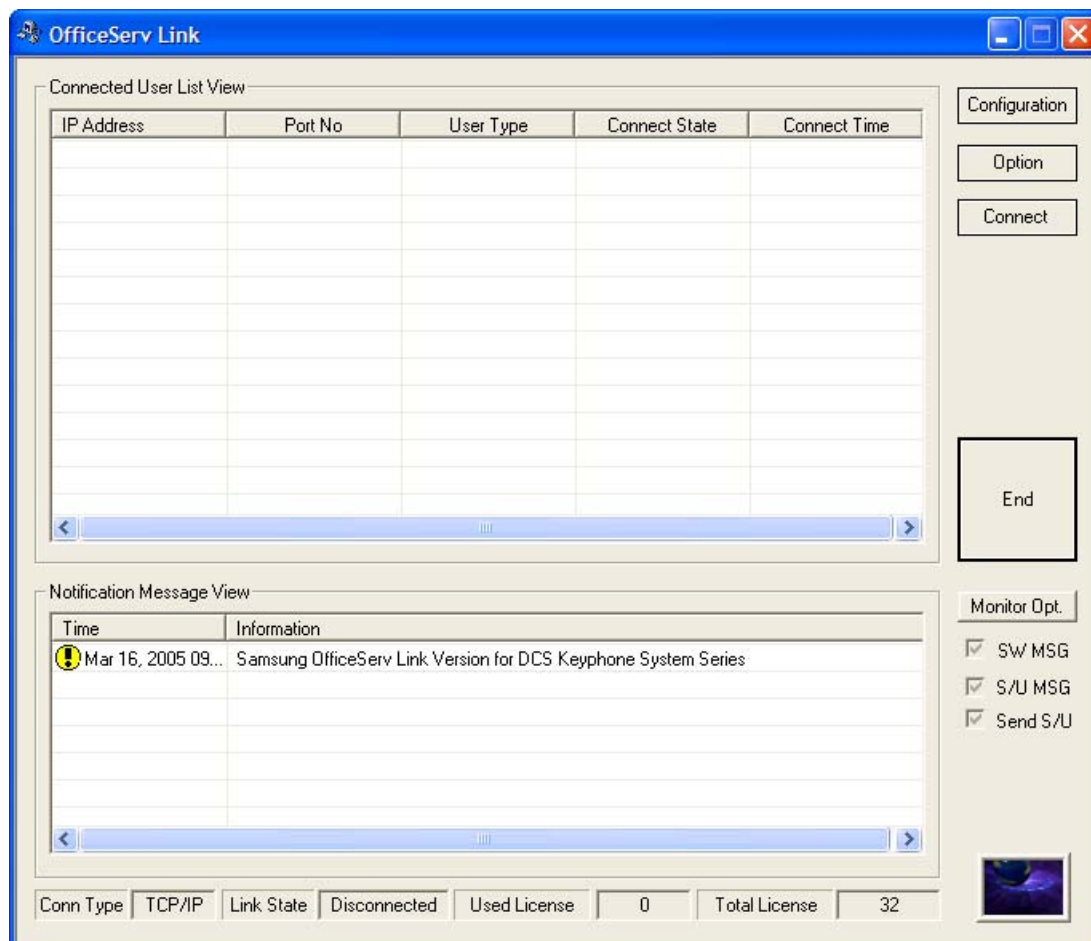 OfficeServ Link
Connected User List View
Configuration
IP Address Port No User Type Connect State Connect Time
Option
Connect
End
Notification Message View
Monitor Opt.
Time Information
Mar 16, 2005 09... Samsung OfficeServ Link Version for DCS Keyphone System Series
SW MSG
S/U MSG
Send S/U
Conn Type TCP/IP Link State Disconnected Used License 0 Total License 32